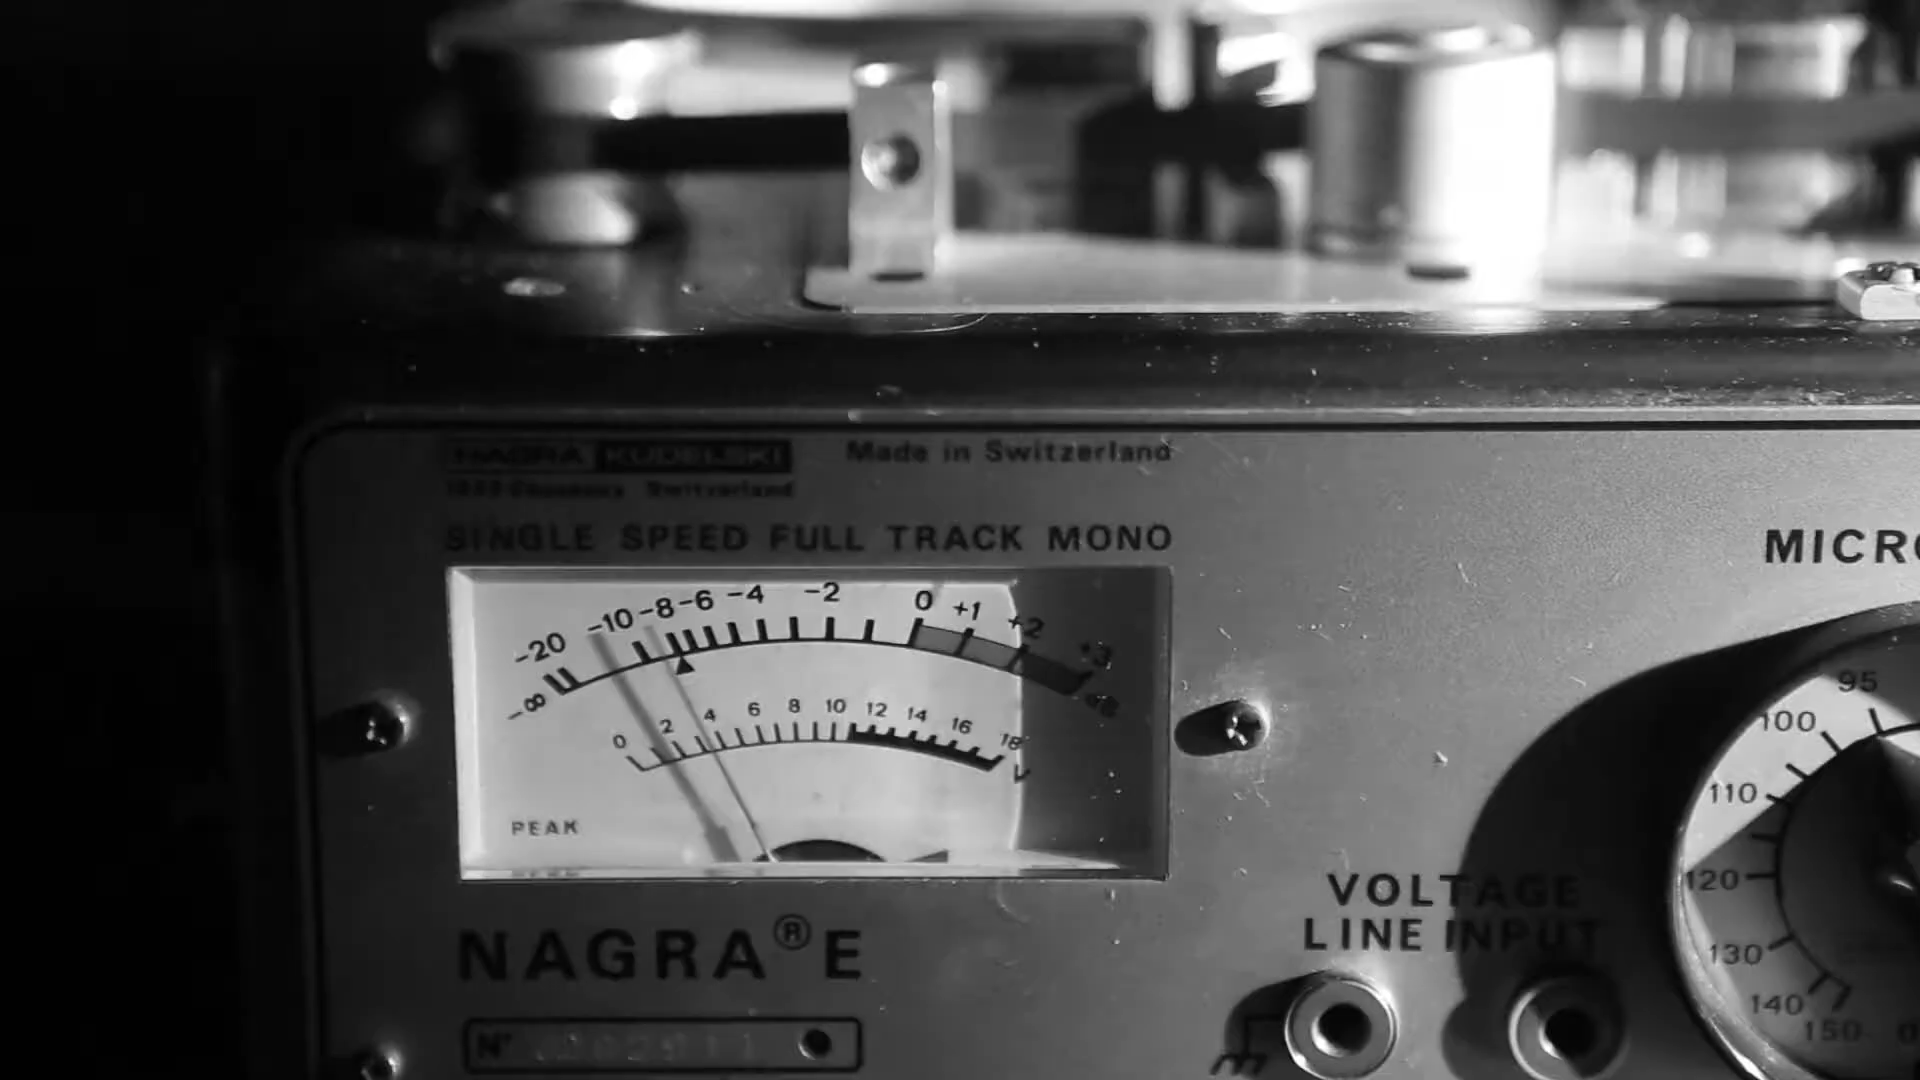 NAGRA KUDELSKI Made in Switzerland
Switzerland
SINGLE SPEED FULL TRACK MONO
-∞ -20 -10 -8 -6 -4 -2 0 +1 +2 +3 dB
0 2 4 6 8 10 12 14 16 18 V
PEAK
NAGRA® E
N°
VOLTAGE
LINE INPUT
95
100
110
120
130
140
150